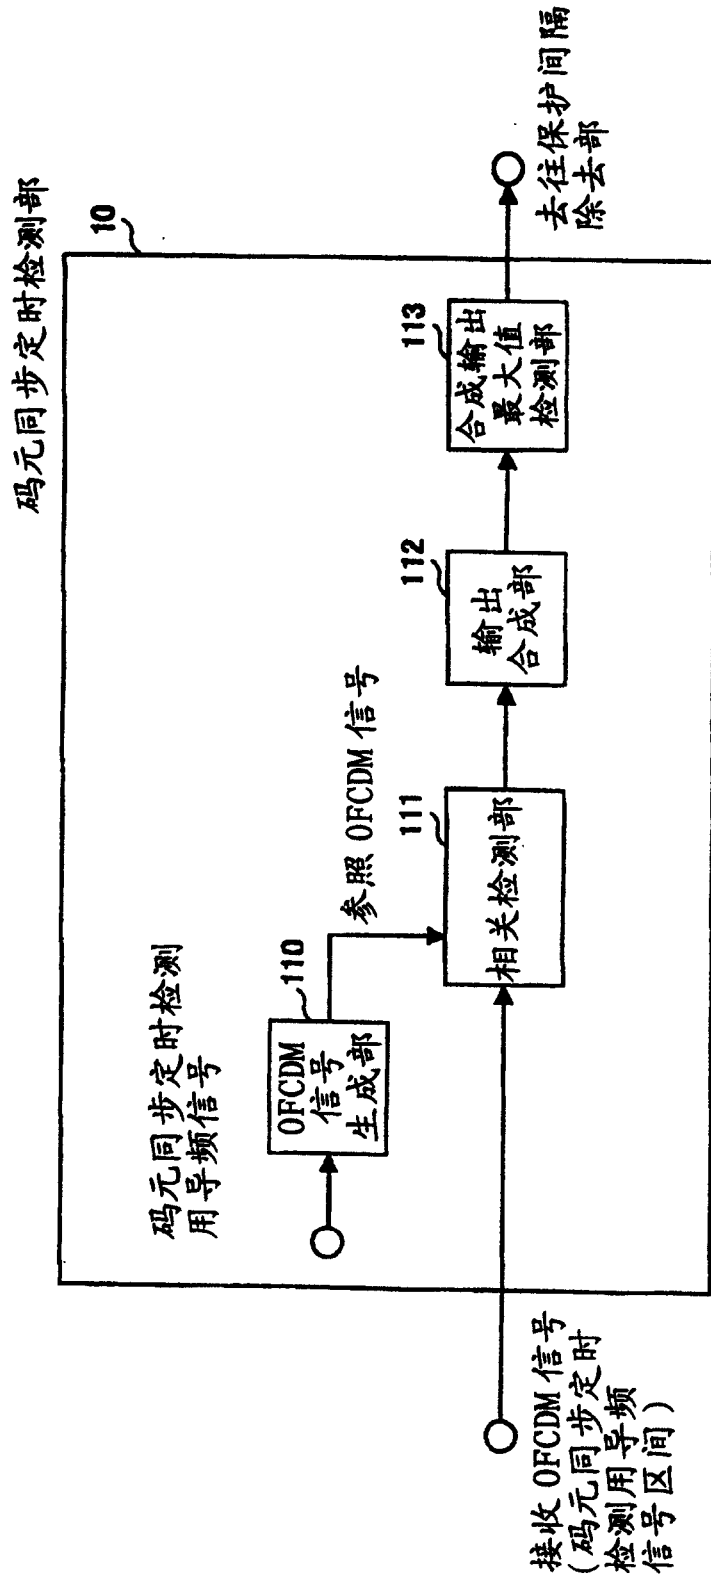 码元同步定时检测部
10
码元同步定时检测
用导频信号
110
OFCDM
信号
生成部
参照 OFCDM 信号
111
相关检测部
112
输出
合成部
113
合成输出
最大值
检测部
去往保护间隔
除去部
接收 OFCDM 信号
(码元同步定时
检测用导频
信号区间)